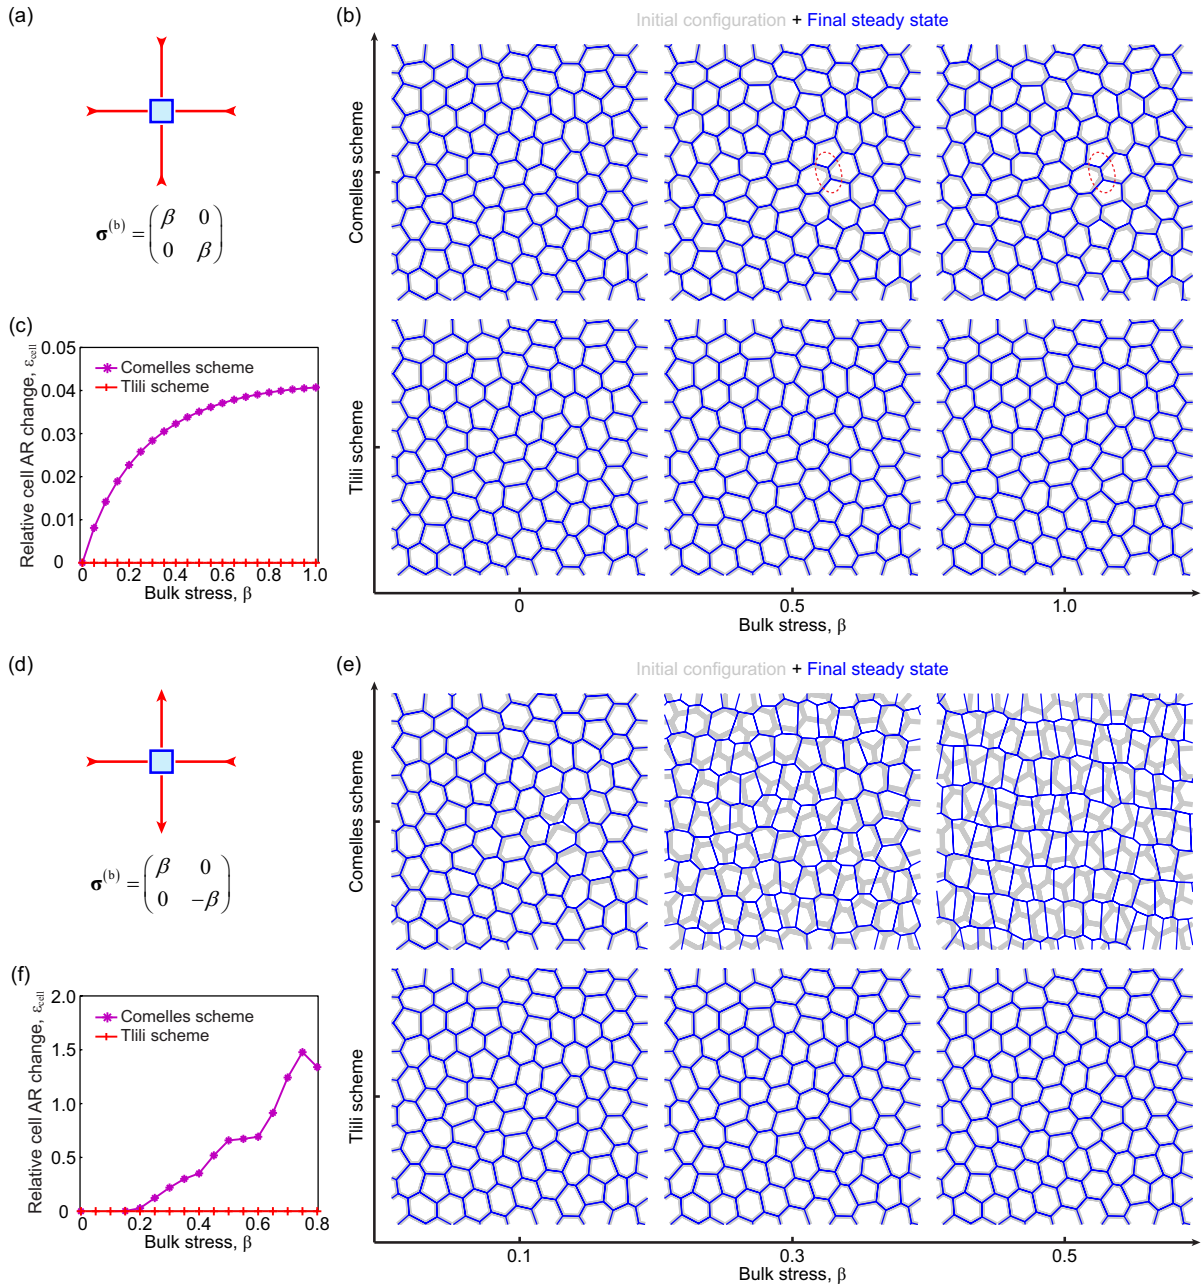 (a)
σ(b) = (β 0
0 β)
(b)
Initial configuration + Final steady state
Comelles scheme
Tlili scheme
0
0.5
1.0
Bulk stress, β
(c)
Relative cell AR change, εcell
0.05
0.04
0.03
0.02
0.01
0
Comelles scheme
Tlili scheme
0
0.2
0.4
0.6
0.8
1.0
Bulk stress, β
(d)
σ(b) = (β 0
0 -β)
(e)
Initial configuration + Final steady state
Comelles scheme
Tlili scheme
0.1
0.3
0.5
Bulk stress, β
(f)
Relative cell AR change, εcell
2.0
1.5
1.0
0.5
0
Comelles scheme
Tlili scheme
0
0.2
0.4
0.6
0.8
Bulk stress, β